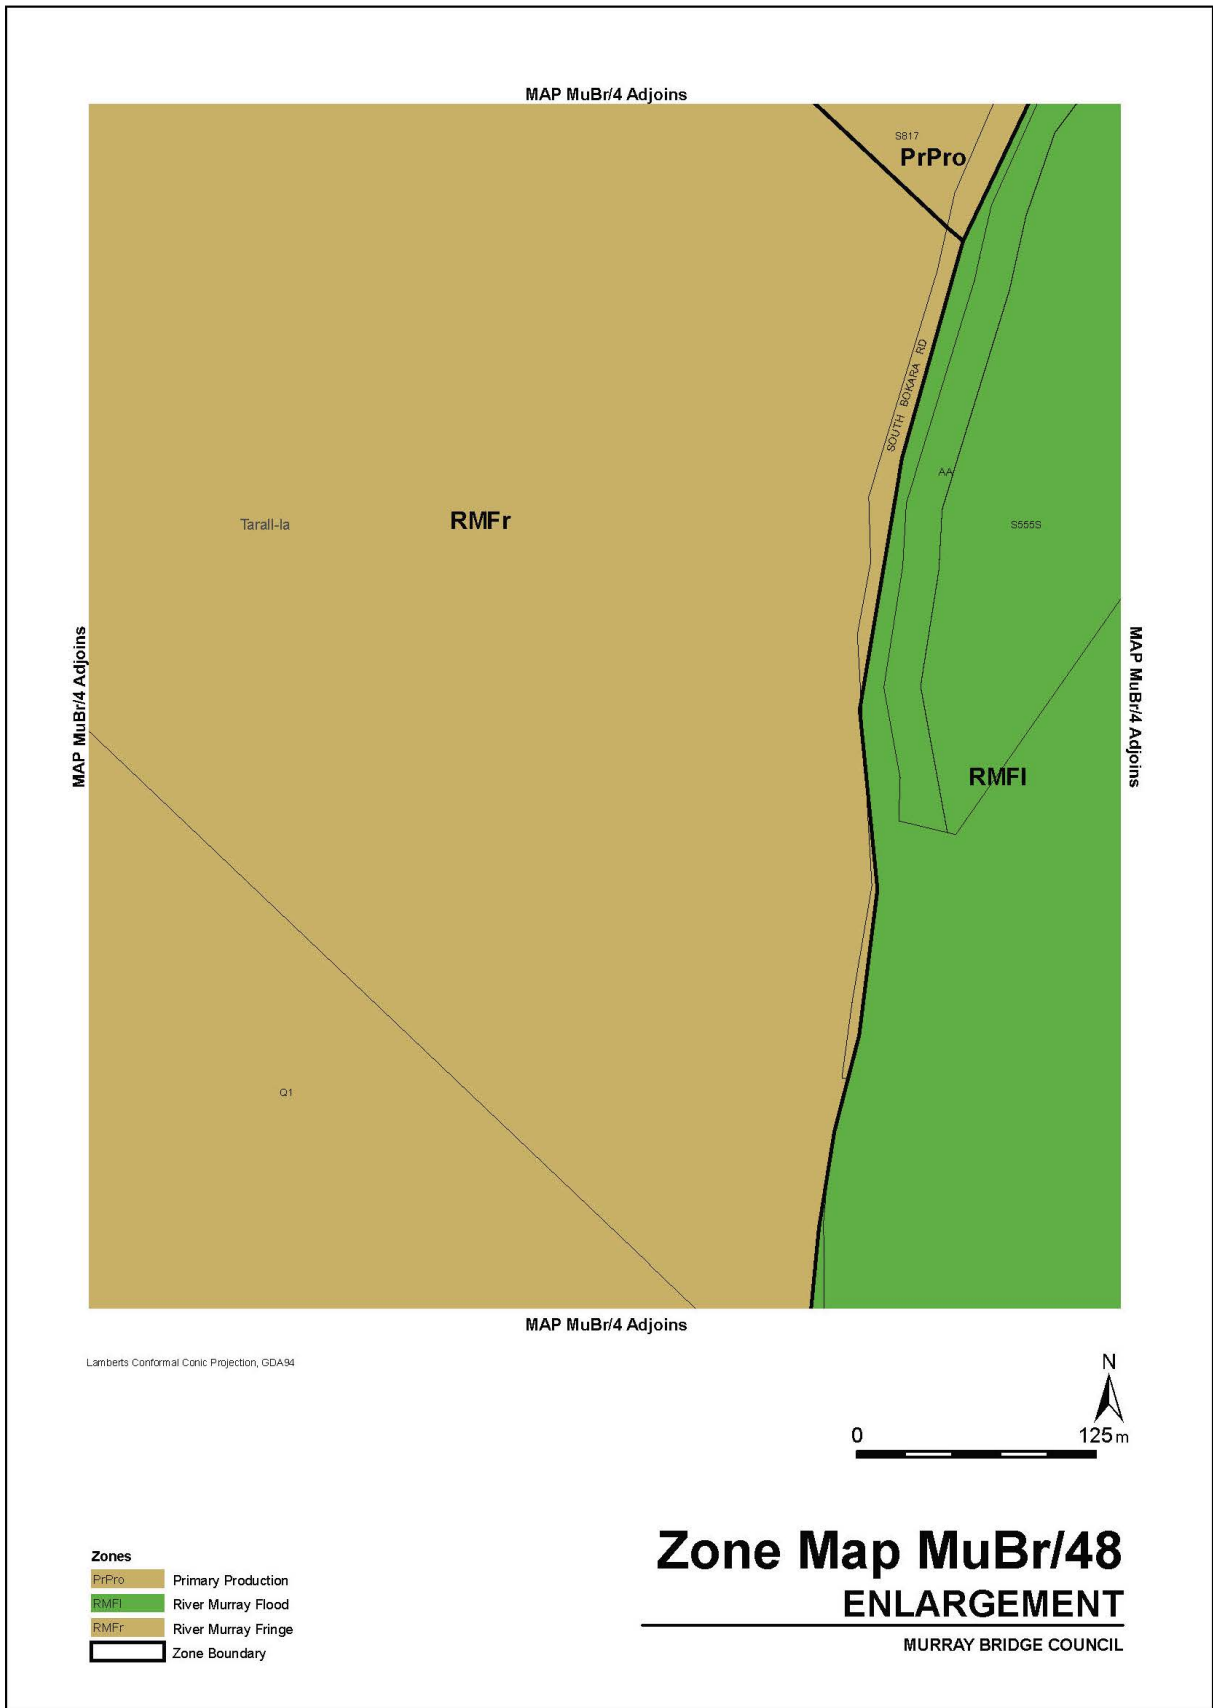 MAP MuBr/4 Adjoins
S817
PrPro
SOUTH BOKARA RD
AA
Tarall-la
RMFr
S555S
MAP MuBr/4 Adjoins
MAP MuBr/4 Adjoins
RMFl
Q1
MAP MuBr/4 Adjoins
Lamberts Conformal Conic Projection, GDA94
N
0
125 m
Zone Map MuBr/48
ENLARGEMENT
MURRAY BRIDGE COUNCIL
Zones
PrPro Primary Production
RMFl River Murray Flood
RMFr River Murray Fringe
Zone Boundary